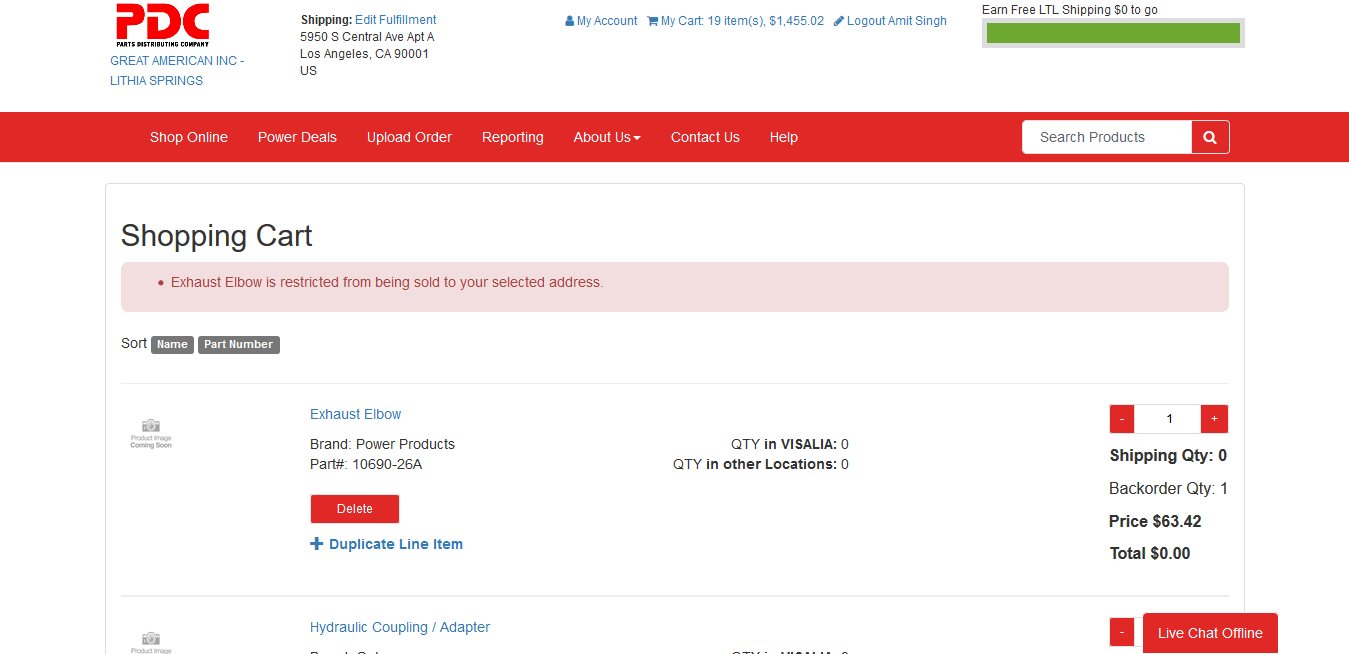 PDC
PARTS DISTRIBUTING COMPANY
GREAT AMERICAN INC -
LITHIA SPRINGS
Shipping: Edit Fulfillment
5950 S Central Ave Apt A
Los Angeles, CA 90001
US
My Account My Cart: 19 item(s), $1,455.02 Logout Amit Singh
Earn Free LTL Shipping $0 to go
Shop Online Power Deals Upload Order Reporting About Us Contact Us Help Search Products
Shopping Cart
• Exhaust Elbow is restricted from being sold to your selected address.
Sort Name Part Number
Product Image
Coming Soon
Exhaust Elbow
Brand: Power Products
Part#: 10690-26A
Delete
+ Duplicate Line Item
QTY in VISALIA: 0
QTY in other Locations: 0
- 1 +
Shipping Qty: 0
Backorder Qty: 1
Price $63.42
Total $0.00
Product Image
Hydraulic Coupling / Adapter
-
Live Chat Offline